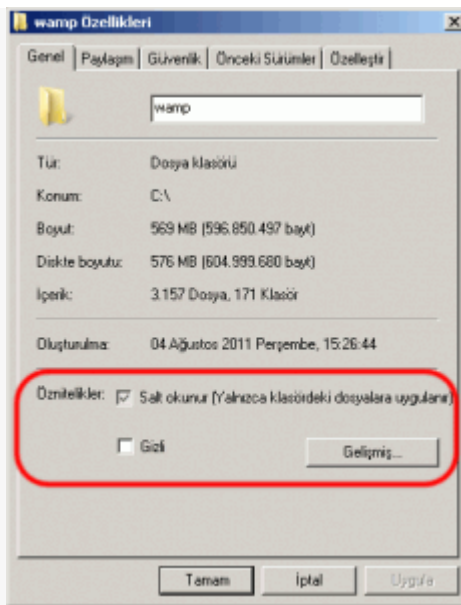 wamp Özellikleri
Genel Paylaşım Güvenlik Önceki Sürümler Özelleştir
wamp
Tür: Dosya klasörü
Konum: C:\
Boyut: 569 MB (596.850.497 bayt)
Diskte boyutu: 576 MB (604.999.680 bayt)
İçerik: 3.157 Dosya, 171 Klasör
Oluşturulma: 04 Ağustos 2011 Perşembe, 15:26:44
Öznitelikler: Salt okunur (Yalnızca klasördeki dosyalara uygulanır)
Gizli Gelişmiş...
Tamam İptal Uygula